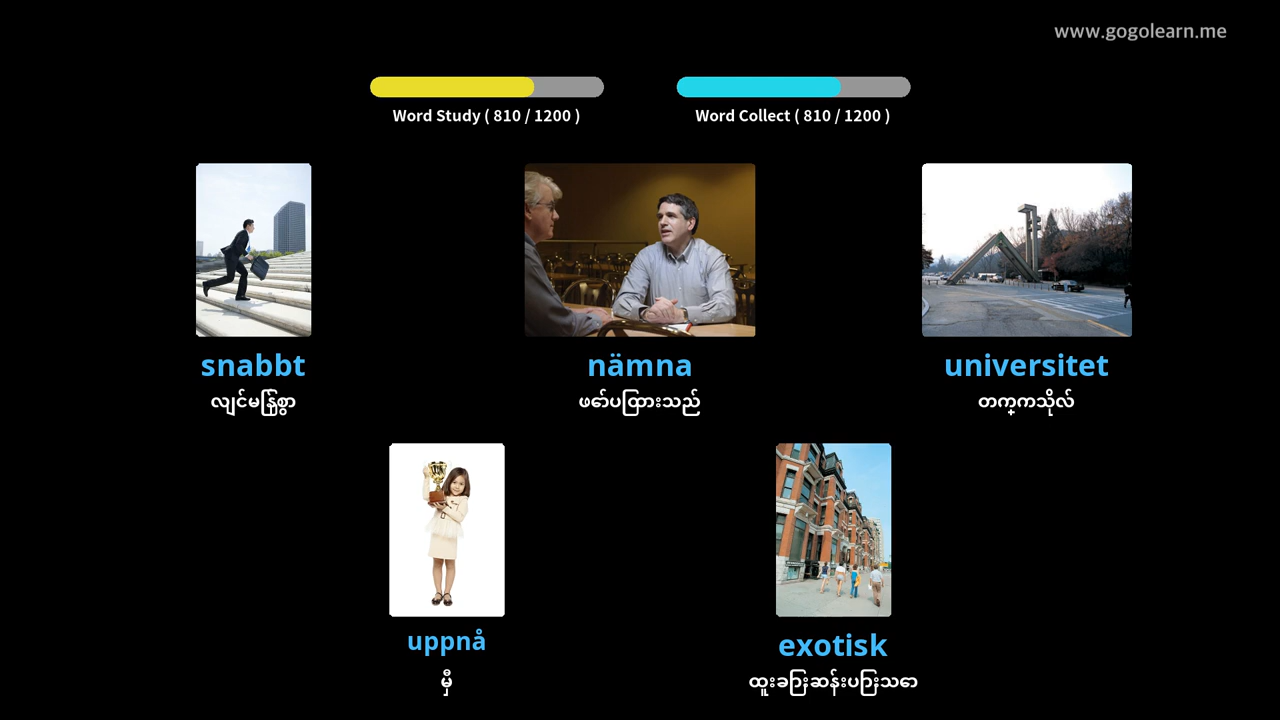 www.gogolearn.me
Word Study ( 810 / 1200 )
Word Collect ( 810 / 1200 )
snabbt
nämna
universitet
လျင်မြန်စွာ
ဖော်ပြထားသည်
တက္ကသိုလ်
uppnå
exotisk
မှီ
ထူးခြားဆန်းပြားသော